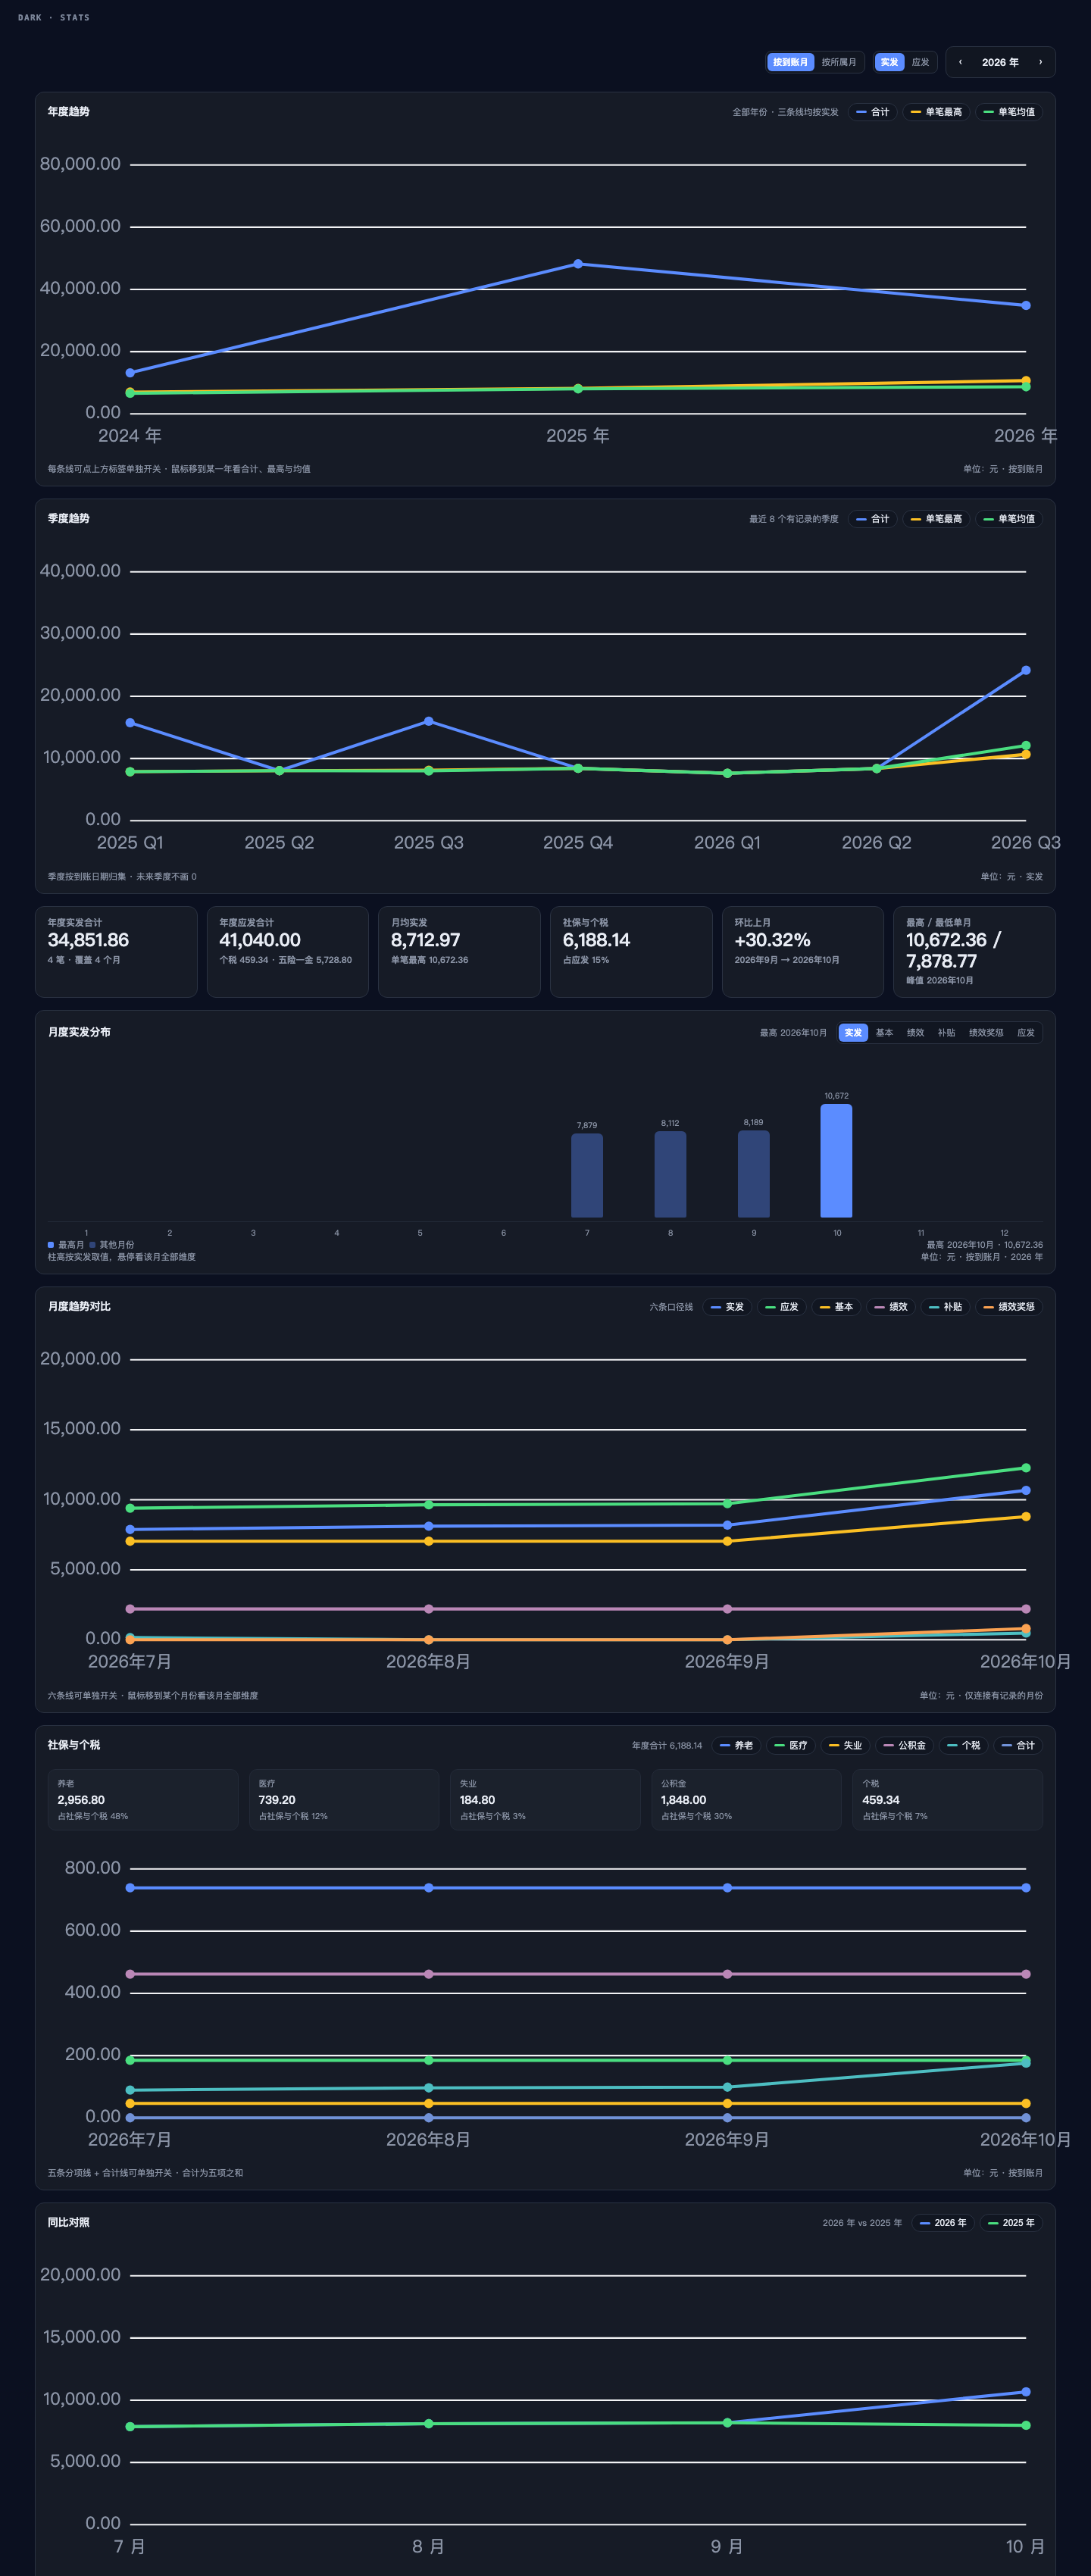 DARK · STATS
按到账月 按所属月 实发 应发 ‹ 2026 年 ›
年度趋势 全部年份 · 三条线均按实发 合计 单笔最高 单笔均值
80,000.00
60,000.00
40,000.00
20,000.00
0.00
2024 年 2025 年 2026 年
每条线可点上方标签单独开关 · 鼠标移到某一年看合计、最高与均值 单位：元 · 按到账月
季度趋势 最近 8 个有记录的季度 合计 单笔最高 单笔均值
40,000.00
30,000.00
20,000.00
10,000.00
0.00
2025 Q1 2025 Q2 2025 Q3 2025 Q4 2026 Q1 2026 Q2 2026 Q3
季度按到账日期归集 · 未来季度不画 0 单位：元 · 实发
年度实发合计
34,851.86
4 笔 · 覆盖 4 个月
年度应发合计
41,040.00
个税 459.34 · 五险一金 5,728.80
月均实发
8,712.97
单笔最高 10,672.36
社保与个税
6,188.14
占应发 15%
环比上月
+30.32%
2026年9月 → 2026年10月
最高 / 最低单月
10,672.36 /
7,878.77
峰值 2026年10月
月度实发分布 最高 2026年10月 实发 基本 绩效 补贴 绩效奖惩 应发
7,879 8,112 8,189 10,672
1 2 3 4 5 6 7 8 9 10 11 12
最高月 其他月份 最高 2026年10月 · 10,672.36
柱高按实发取值，悬停看该月全部维度 单位：元 · 按到账月 · 2026 年
月度趋势对比 六条口径线 实发 应发 基本 绩效 补贴 绩效奖惩
20,000.00
15,000.00
10,000.00
5,000.00
0.00
2026年7月 2026年8月 2026年9月 2026年10月
六条线可单独开关 · 鼠标移到某个月份看该月全部维度 单位：元 · 仅连接有记录的月份
社保与个税 年度合计 6,188.14 养老 医疗 失业 公积金 个税 合计
养老
2,956.80
占社保与个税 48%
医疗
739.20
占社保与个税 12%
失业
184.80
占社保与个税 3%
公积金
1,848.00
占社保与个税 30%
个税
459.34
占社保与个税 7%
800.00
600.00
400.00
200.00
0.00
2026年7月 2026年8月 2026年9月 2026年10月
五条分项线 + 合计线可单独开关 · 合计为五项之和 单位：元 · 按到账月
同比对照 2026 年 vs 2025 年 2026 年 2025 年
20,000.00
15,000.00
10,000.00
5,000.00
0.00
7 月 8 月 9 月 10 月